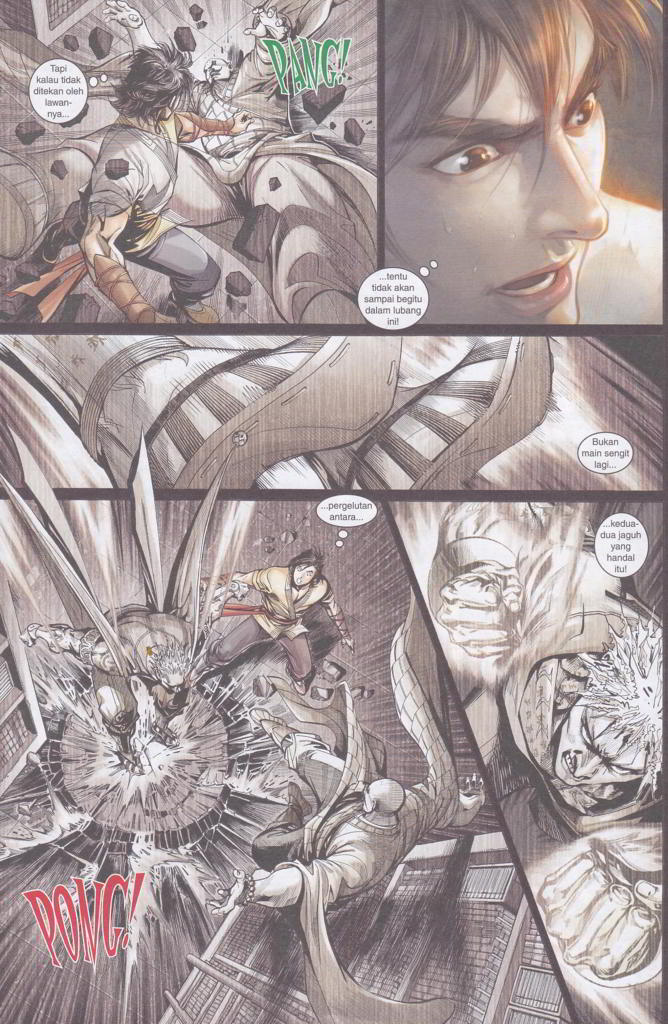 Tapi
kalau tidak
ditekan oleh
lawan-
nya...
PANG!
...tentu
tidak akan
sampai begitu
dalam lubang
ini!
Bukan
main sengit
lagi...
...pergelutan
antara...
...kedua-
dua jaguh
yang
handal
itu!
PONG!